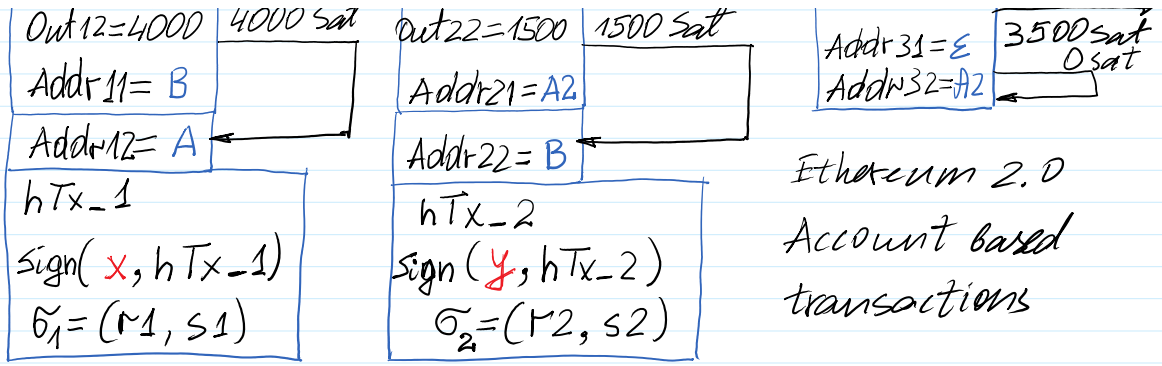 Out12=4000 4000 sat
Addr11= B
Addr12= A
hTx_1
sign(x, hTx_1)
σ1=(r1, s1)
Out22=1500 1500 sat
Addr21=A2
Addr22= B
hTx_2
sign(y, hTx_2)
σ2=(r2, s2)
3500 sat
Addr31=E
0 sat
Addr32=A2
Ethereum 2.0
Account based
transactions